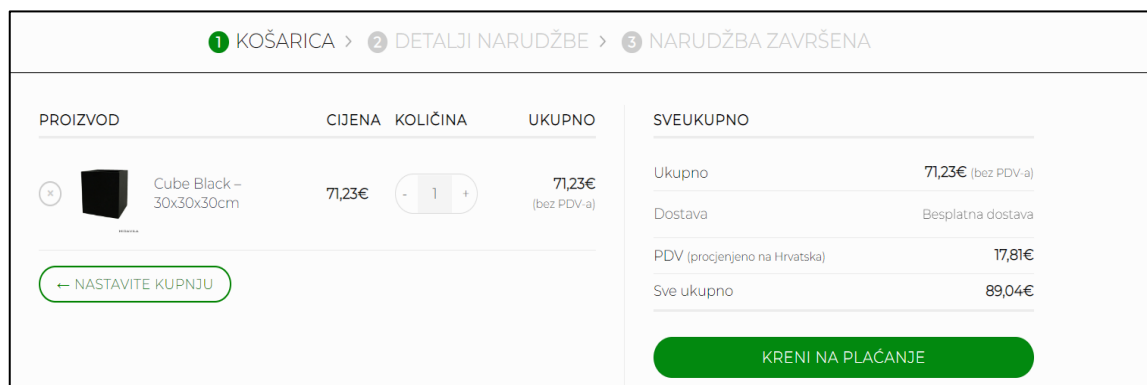 1 KOŠARICA > 2 DETALJI NARUDŽBE > 3 NARUDŽBA ZAVRŠENA
PROIZVOD CIJENA KOLIČINA UKUPNO
× Cube Black –
30x30x30cm
71,23€ - 1 + 71,23€
(bez PDV-a)
← NASTAVITE KUPNJU
SVEUKUPNO
Ukupno 71,23€ (bez PDV-a)
Dostava Besplatna dostava
PDV (procjenjeno na Hrvatska) 17,81€
Sve ukupno 89,04€
KRENI NA PLAĆANJE